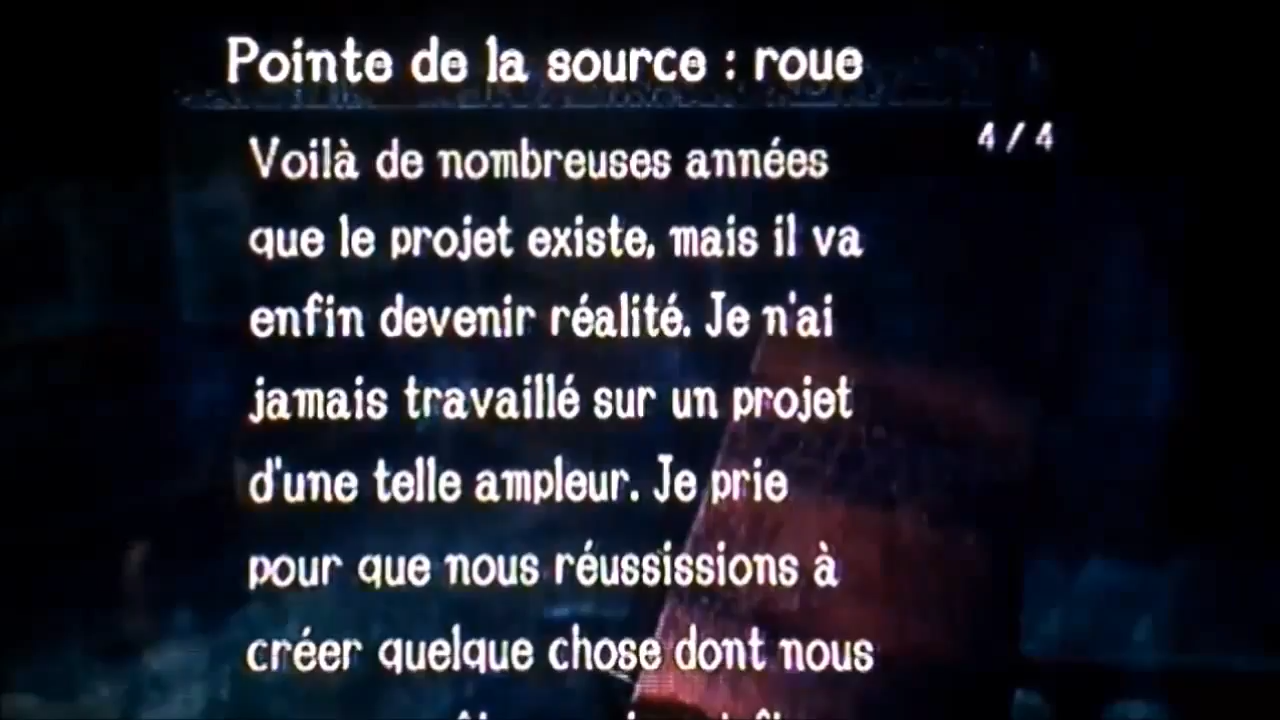 Pointe de la source : roue
4 / 4
Voilà de nombreuses années
que le projet existe, mais il va
enfin devenir réalité. Je n'ai
jamais travaillé sur un projet
d'une telle ampleur. Je prie
pour que nous réussissions à
créer quelque chose dont nous